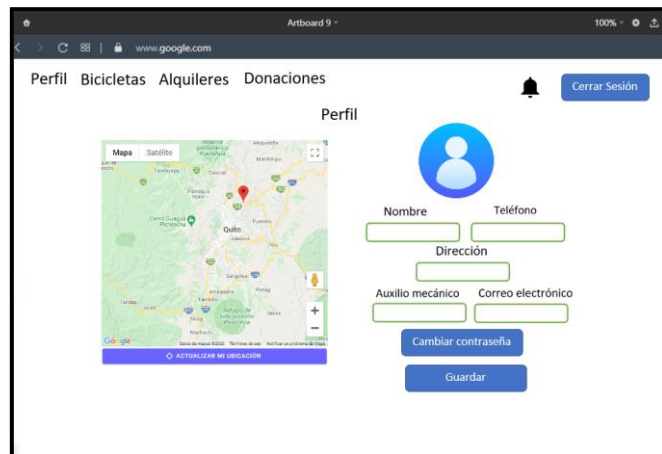 Artboard 9
100%
www.google.com
Perfil Bicicletas Alquileres Donaciones
Cerrar Sesión
Perfil
Mapa Satélite
Quito
Google
ACTUALIZAR MI UBICACIÓN
Nombre Teléfono
Dirección
Auxilio mecánico Correo electrónico
Cambiar contraseña
Guardar